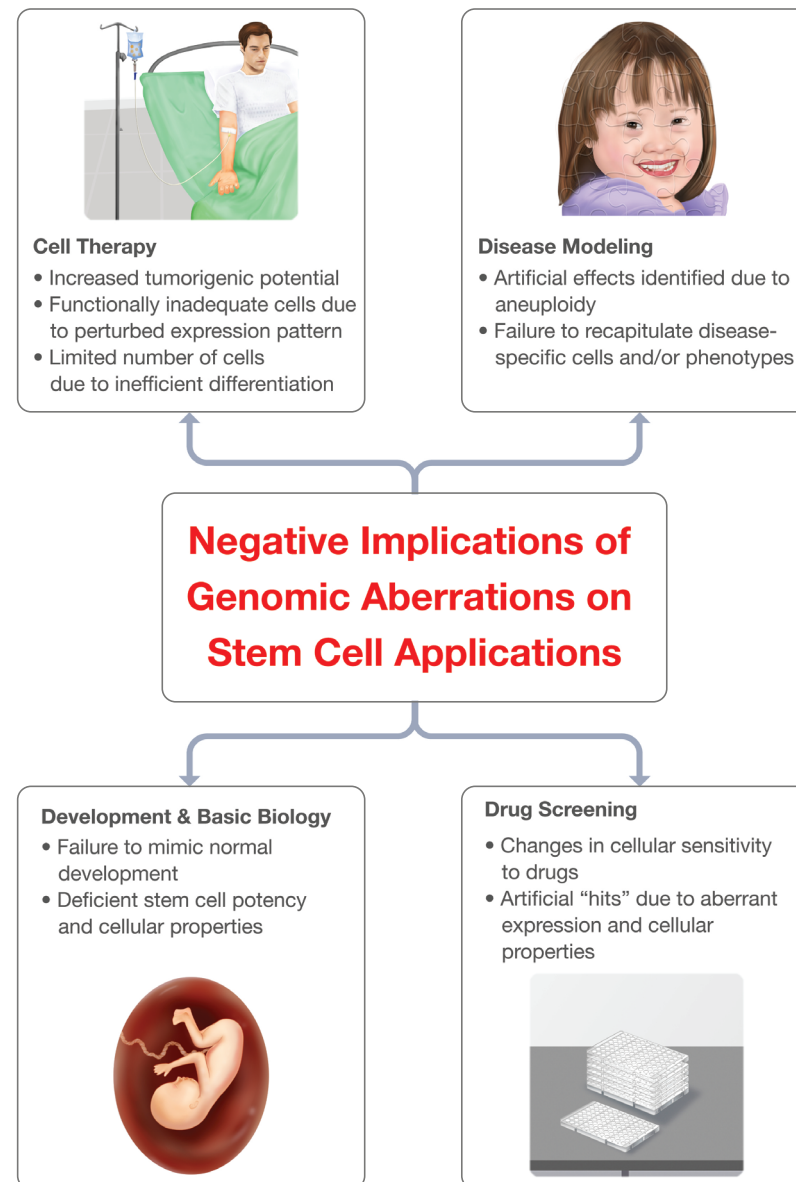 Cell Therapy
• Increased tumorigenic potential
• Functionally inadequate cells due
to perturbed expression pattern
• Limited number of cells
due to inefficient differentiation
Disease Modeling
• Artificial effects identified due to
aneuploidy
• Failure to recapitulate disease-
specific cells and/or phenotypes
Negative Implications of
Genomic Aberrations on
Stem Cell Applications
Development & Basic Biology
• Failure to mimic normal
development
• Deficient stem cell potency
and cellular properties
Drug Screening
• Changes in cellular sensitivity
to drugs
• Artificial “hits” due to aberrant
expression and cellular
properties